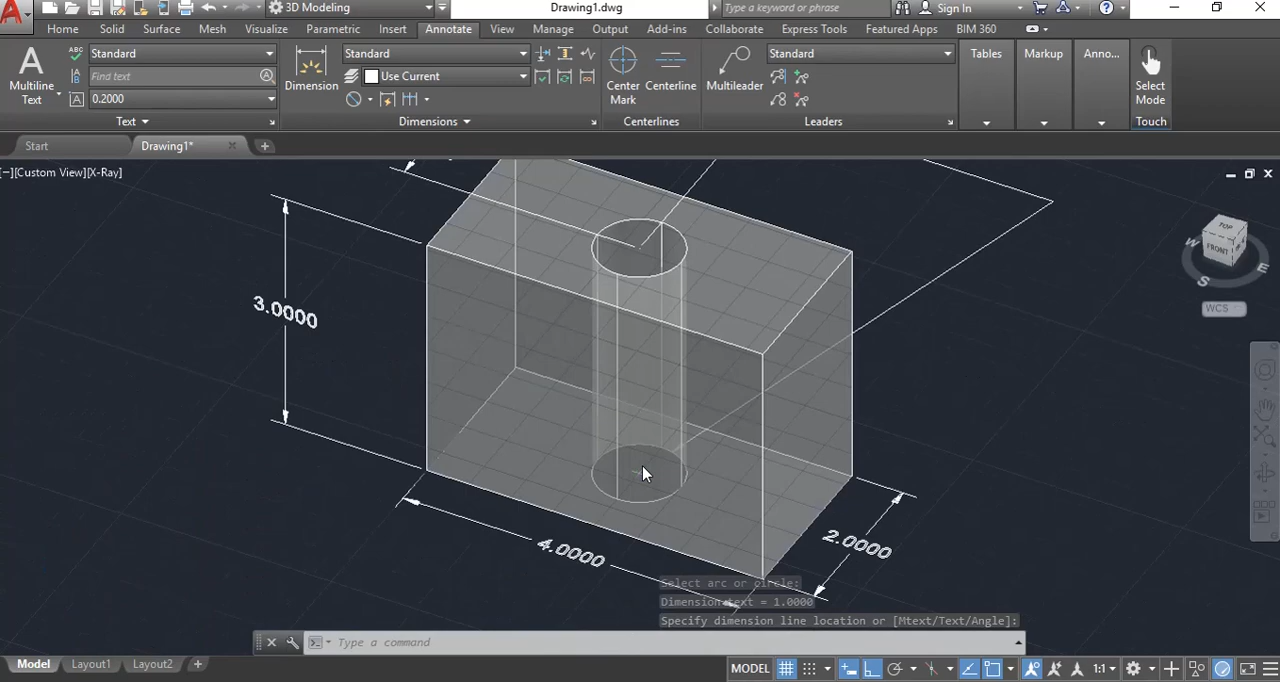 3D Modeling
Drawing1.dwg
Type a keyword or phrase
Sign In
Home Solid Surface Mesh Visualize Parametric Insert Annotate View Manage Output Add-ins Collaborate Express Tools Featured Apps BIM 360
Multiline
Text
ABC
Standard
Find text
0.2000
Text
Dimension
Standard
Use Current
Dimensions
Center
Mark
Centerline
Centerlines
Multileader
Standard
Leaders
Tables
Markup
Anno...
Select
Mode
Touch
Start
Drawing1*
[−][Custom View][X-Ray]
TOP
FRONT
W
S
E
WCS
3.0000
4.0000
2.0000
Select arc or circle:
Dimension text = 1.0000
Specify dimension line location or [Mtext/Text/Angle]:
Type a command
Model Layout1 Layout2
MODEL
1:1